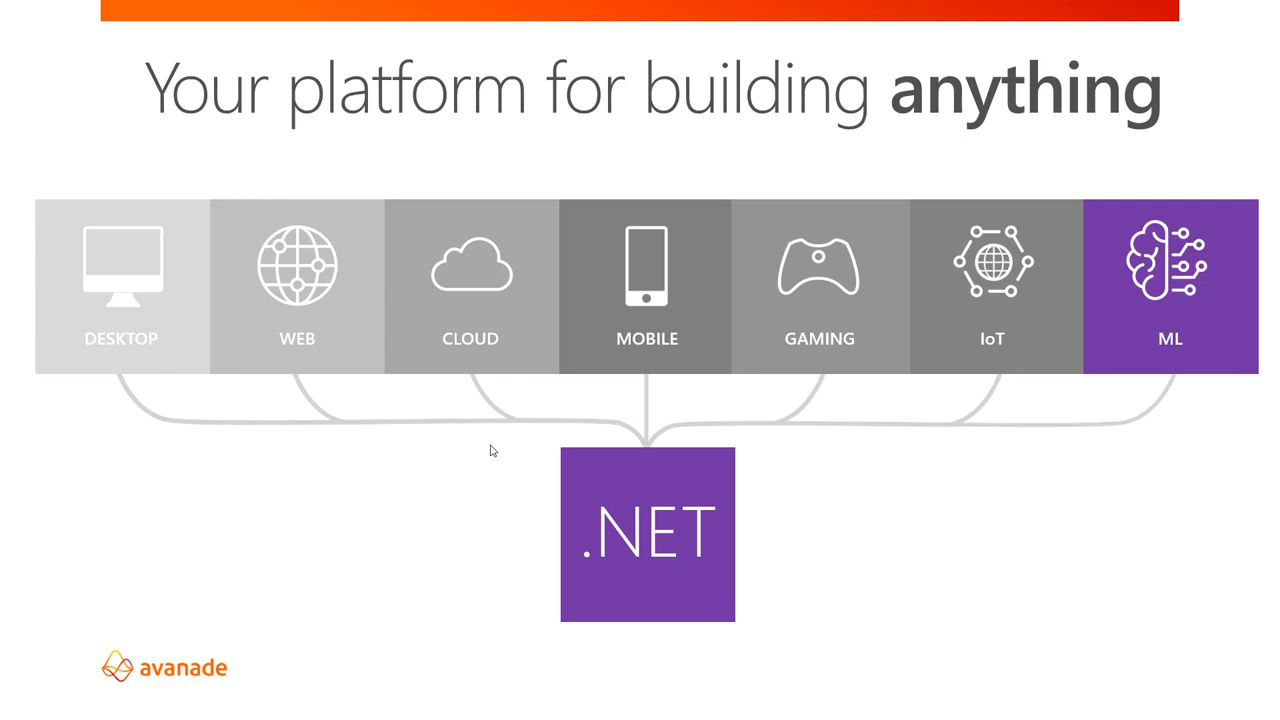 Your platform for building anything
DESKTOP
WEB
CLOUD
MOBILE
GAMING
IoT
ML
.NET
avanade